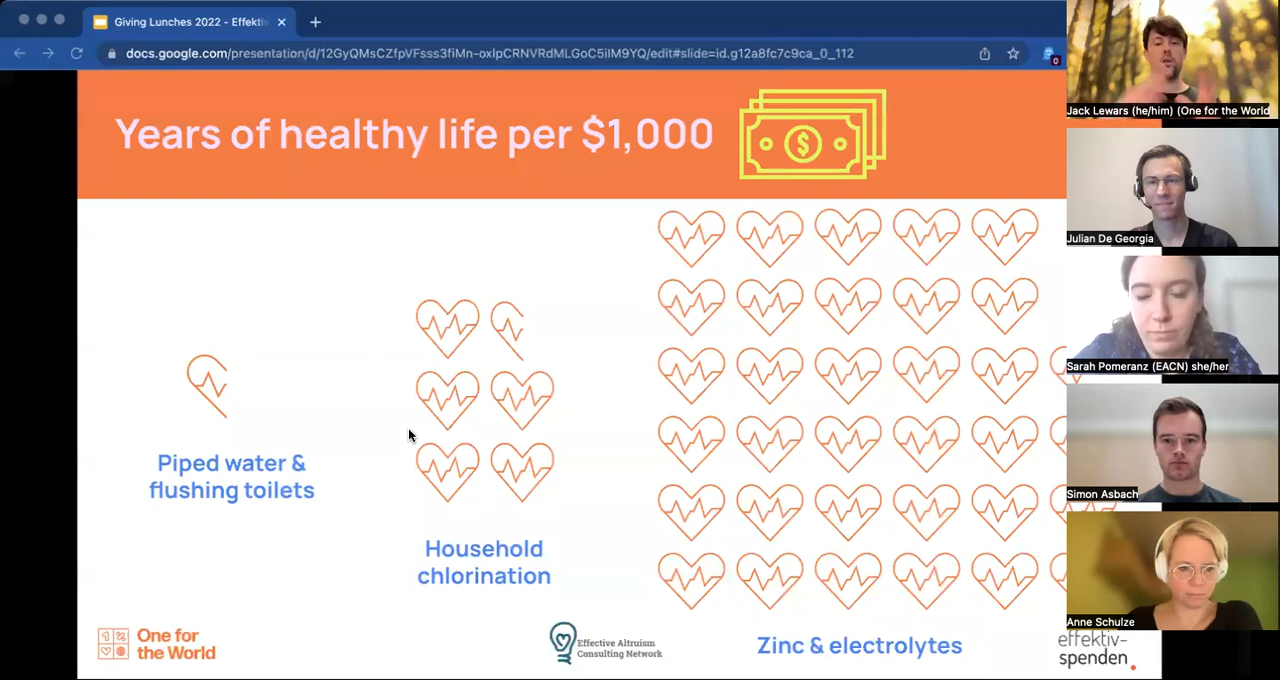 Giving Lunches 2022 - Effekti
docs.google.com/presentation/d/12GyQMsCZfpVFsss3fiMn-oxIpCRNVRdMLGoC5ilM9YQ/edit#slide=id.g12a8fc7c9ca_0_112
0
Years of healthy life per $1,000
$
Jack Lewars (he/him) (One for the World
Julian De Georgia
Sarah Pomeranz (EACN) she/her
Simon Asbach
Anne Schulze
Piped water &
flushing toilets
Household
chlorination
Zinc & electrolytes
One for
the World
Effective Altruism
Consulting Network
effektiv-
spenden.